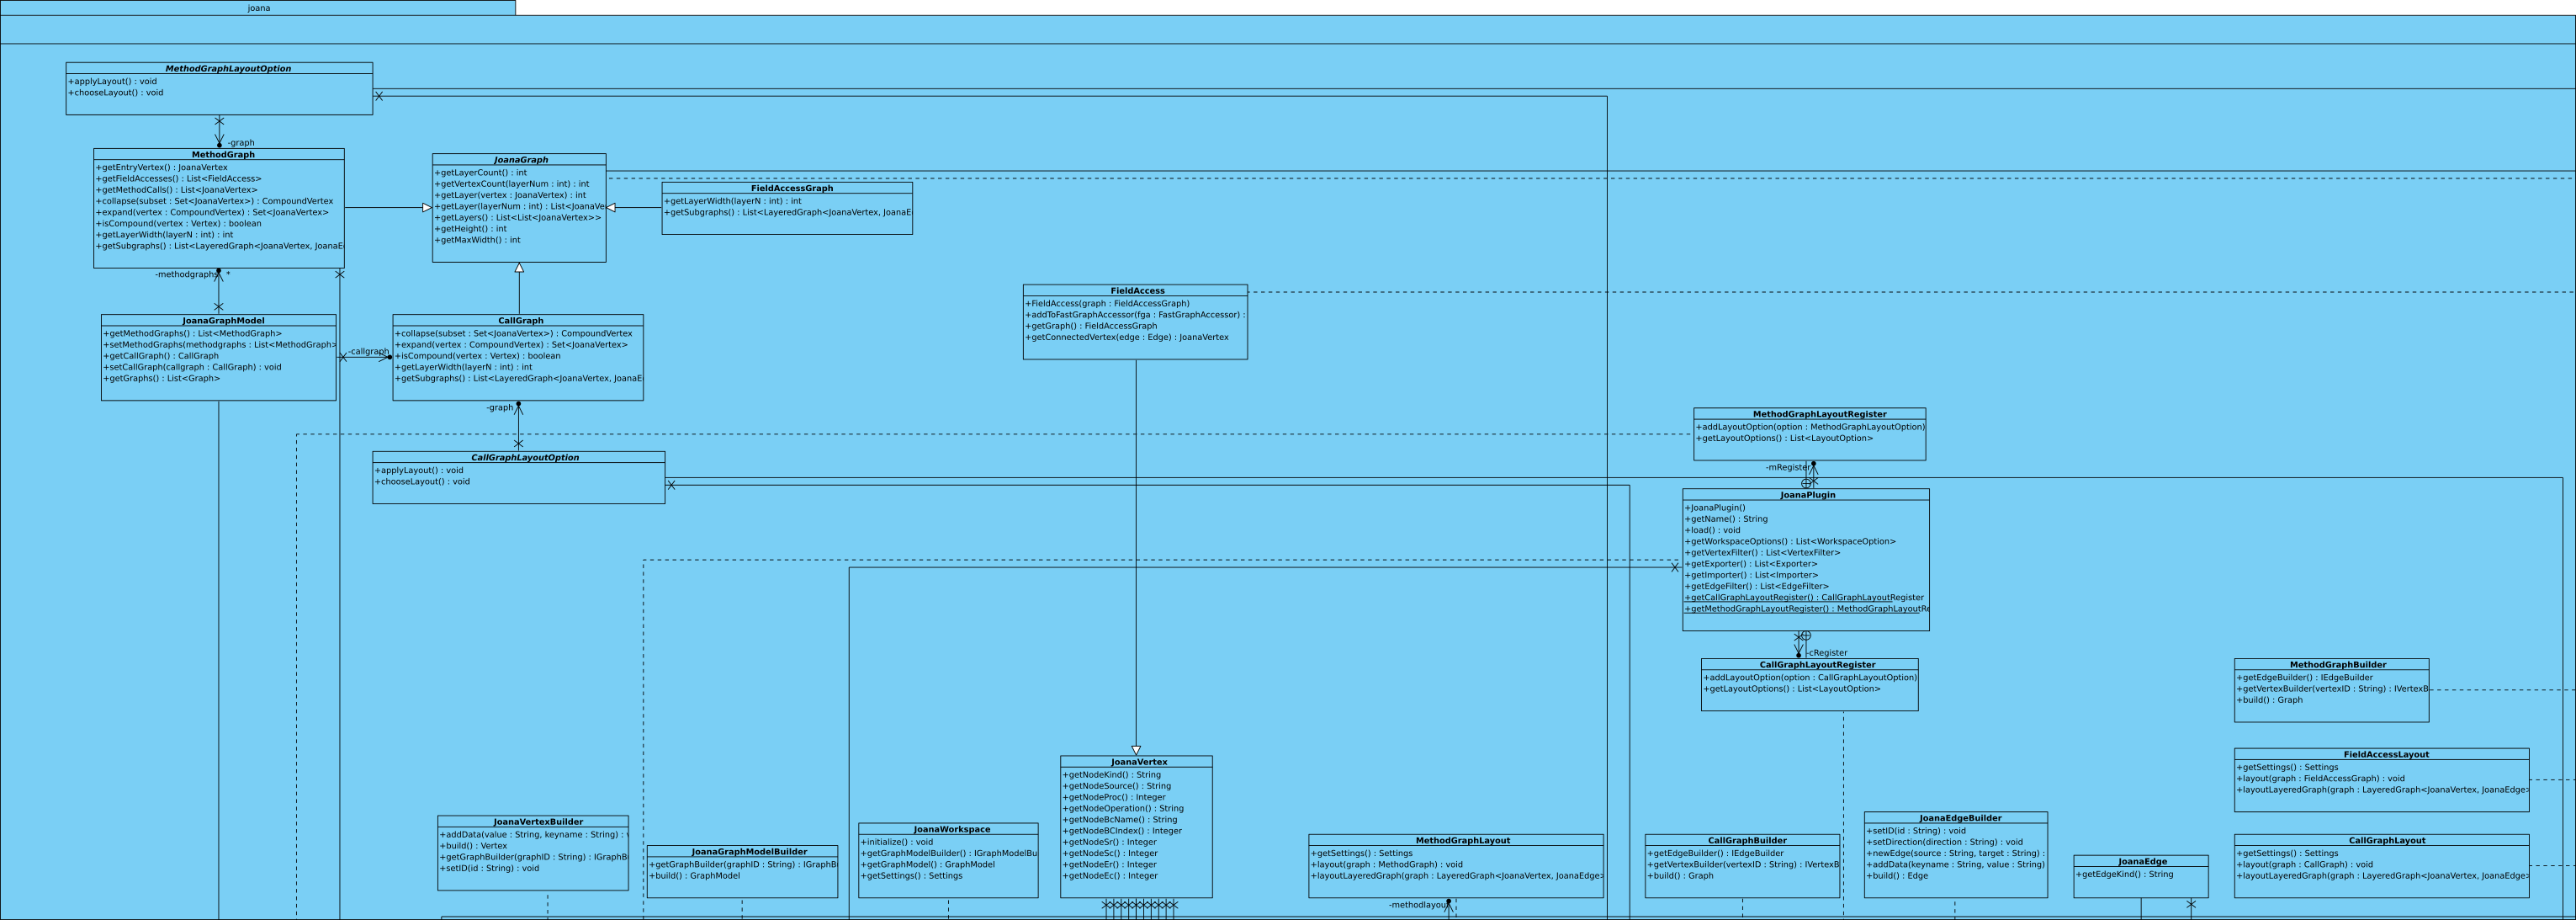 joana
MethodGraphLayoutOption
+applyLayout() : void
+chooseLayout() : void
-graph
MethodGraph
+getEntryVertex() : JoanaVertex
+getFieldAccesses() : List<FieldAccess>
+getMethodCalls() : List<JoanaVertex>
+collapse(subset : Set<JoanaVertex>) : CompoundVertex
+expand(vertex : CompoundVertex) : Set<JoanaVertex>
+isCompound(vertex : Vertex) : boolean
+getLayerWidth(layerN : int) : int
+getSubgraphs() : List<LayeredGraph<JoanaVertex, JoanaE
JoanaGraph
+getLayerCount() : int
+getVertexCount(layerNum : int) : int
+getLayer(vertex : JoanaVertex) : int
+getLayer(layerNum : int) : List<JoanaVe
+getLayers() : List<List<JoanaVertex>>
+getHeight() : int
+getMaxWidth() : int
FieldAccessGraph
+getLayerWidth(layerN : int) : int
+getSubgraphs() : List<LayeredGraph<JoanaVertex, JoanaE
-methodgraphs
*
JoanaGraphModel
+getMethodGraphs() : List<MethodGraph>
+setMethodGraphs(methodgraphs : List<MethodGraph>
+getCallGraph() : CallGraph
+setCallGraph(callgraph : CallGraph) : void
+getGraphs() : List<Graph>
-callgraph
CallGraph
+collapse(subset : Set<JoanaVertex>) : CompoundVertex
+expand(vertex : CompoundVertex) : Set<JoanaVertex>
+isCompound(vertex : Vertex) : boolean
+getLayerWidth(layerN : int) : int
+getSubgraphs() : List<LayeredGraph<JoanaVertex, JoanaE
FieldAccess
+FieldAccess(graph : FieldAccessGraph)
+addToFastGraphAccessor(fga : FastGraphAccessor) :
+getGraph() : FieldAccessGraph
+getConnectedVertex(edge : Edge) : JoanaVertex
-graph
CallGraphLayoutOption
+applyLayout() : void
+chooseLayout() : void
MethodGraphLayoutRegister
+addLayoutOption(option : MethodGraphLayoutOption)
+getLayoutOptions() : List<LayoutOption>
-mRegister
JoanaPlugin
+JoanaPlugin()
+getName() : String
+load() : void
+getWorkspaceOptions() : List<WorkspaceOption>
+getVertexFilter() : List<VertexFilter>
+getExporter() : List<Exporter>
+getImporter() : List<Importer>
+getEdgeFilter() : List<EdgeFilter>
+getCallGraphLayoutRegister() : CallGraphLayoutRegister
+getMethodGraphLayoutRegister() : MethodGraphLayoutRe
-cRegister
CallGraphLayoutRegister
+addLayoutOption(option : CallGraphLayoutOption)
+getLayoutOptions() : List<LayoutOption>
MethodGraphBuilder
+getEdgeBuilder() : IEdgeBuilder
+getVertexBuilder(vertexID : String) : IVertexB
+build() : Graph
FieldAccessLayout
+getSettings() : Settings
+layout(graph : FieldAccessGraph) : void
+layoutLayeredGraph(graph : LayeredGraph<JoanaVertex, JoanaEdge>
JoanaVertexBuilder
+addData(value : String, keyname : String) :
+build() : Vertex
+getGraphBuilder(graphID : String) : IGraphB
+setID(id : String) : void
JoanaGraphModelBuilder
+getGraphBuilder(graphID : String) : IGraphB
+build() : GraphModel
JoanaWorkspace
+initialize() : void
+getGraphModelBuilder() : IGraphModelBu
+getGraphModel() : GraphModel
+getSettings() : Settings
JoanaVertex
+getNodeKind() : String
+getNodeSource() : String
+getNodeProc() : Integer
+getNodeOperation() : String
+getNodeBcName() : String
+getNodeBCIndex() : Integer
+getNodeSr() : Integer
+getNodeSc() : Integer
+getNodeEr() : Integer
+getNodeEc() : Integer
MethodGraphLayout
+getSettings() : Settings
+layout(graph : MethodGraph) : void
+layoutLayeredGraph(graph : LayeredGraph<JoanaVertex, JoanaEdge>
-methodlayout
CallGraphBuilder
+getEdgeBuilder() : IEdgeBuilder
+getVertexBuilder(vertexID : String) : IVertexB
+build() : Graph
JoanaEdgeBuilder
+setID(id : String) : void
+setDirection(direction : String) : void
+newEdge(source : String, target : String) :
+addData(keyname : String, value : String)
+build() : Edge
JoanaEdge
+getEdgeKind() : String
CallGraphLayout
+getSettings() : Settings
+layout(graph : CallGraph) : void
+layoutLayeredGraph(graph : LayeredGraph<JoanaVertex, JoanaEdge>